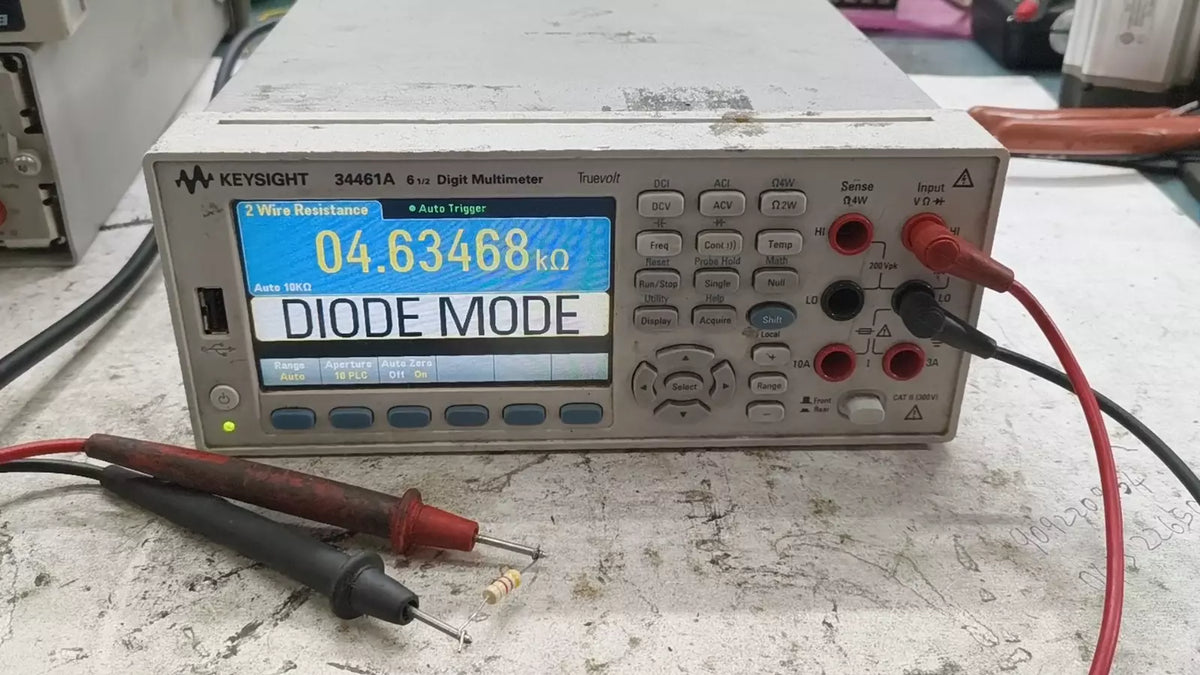 KEYSIGHT 34461A 6 1/2 Digit Multimeter Truevolt
2 Wire Resistance
Auto Trigger
04.63468 kΩ
Auto 10KΩ
DIODE MODE
Range Aperture Auto Zero
Auto 10 PLC Off On
DCI ACI Ω4W
DCV ACV Ω2W
Freq Cont Temp
Reset Probe Hold Math
Run/Stop Single Null
Utility Help
Display Acquire Shift
Local
Select
+
Range
−
Sense
Ω4W
Input
VΩ
HI HI
200Vpk
LO LO
10A I 3A
Front
Rear
CAT II (300V)